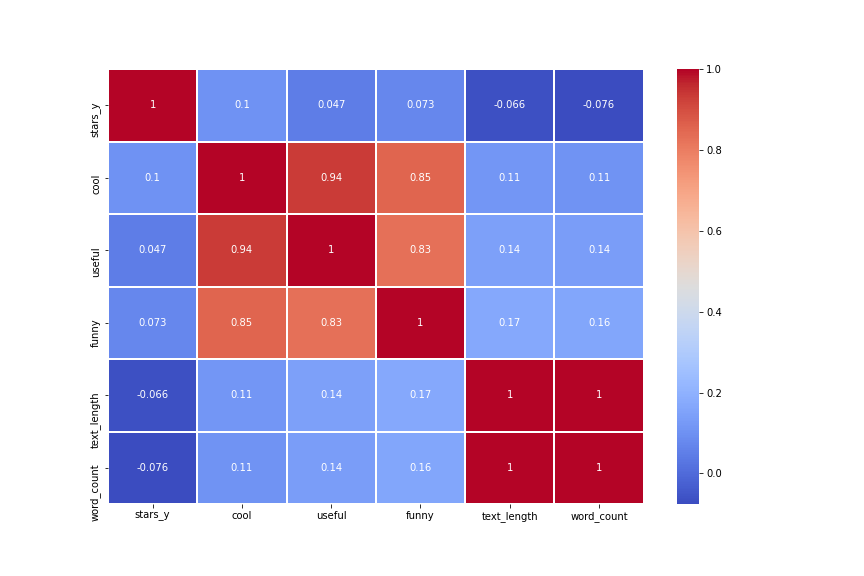 stars_y 1 0.1 0.047 0.073 -0.066 -0.076
cool 0.1 1 0.94 0.85 0.11 0.11
useful 0.047 0.94 1 0.83 0.14 0.14
funny 0.073 0.85 0.83 1 0.17 0.16
text_length -0.066 0.11 0.14 0.17 1 1
word_count -0.076 0.11 0.14 0.16 1 1
stars_y cool useful funny text_length word_count
1.0
0.8
0.6
0.4
0.2
0.0